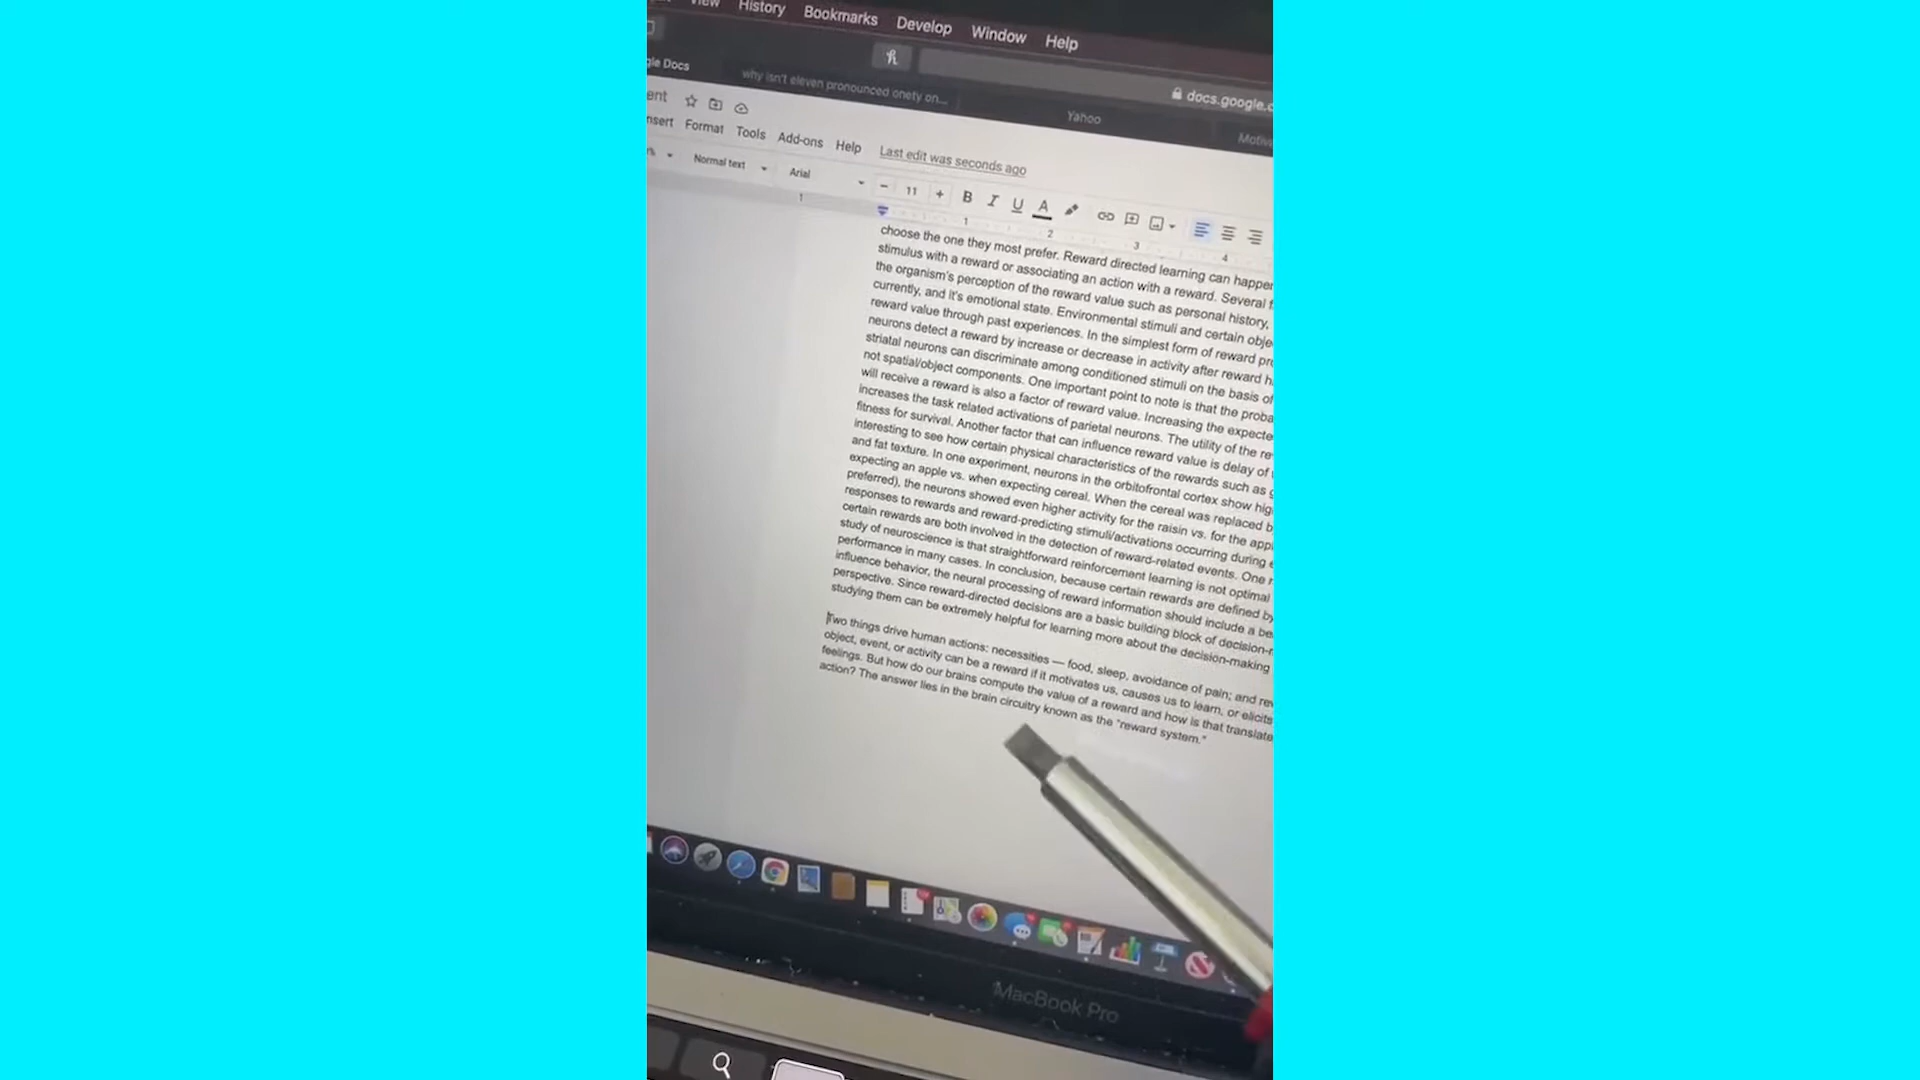 View History Bookmarks Develop Window Help
docs.google.c
gle Docs
why isn't eleven pronounced onety on...
Yahoo
Motiv
ent
nsert Format Tools Add-ons Help Last edit was seconds ago
% Normal text Arial − 11 + B I U A
1 1 2 3 4
choose the one they most prefer. Reward directed learning can happen
stimulus with a reward or associating an action with a reward. Several f
the organism's perception of the reward value such as personal history,
currently, and it's emotional state. Environmental stimuli and certain obje
reward value through past experiences. In the simplest form of reward pr
neurons detect a reward by increase or decrease in activity after reward h
striatal neurons can discriminate among conditioned stimuli on the basis of
not spatial/object components. One important point to note is that the proba
will receive a reward is also a factor of reward value. Increasing the expecte
increases the task related activations of parietal neurons. The utility of the re
fitness for survival. Another factor that can influence reward value is delay of
interesting to see how certain physical characteristics of the rewards such as
and fat texture. In one experiment, neurons in the orbitofrontal cortex show hig
expecting an apple vs. when expecting cereal. When the cereal was replaced b
preferred), the neurons showed even higher activity for the raisin vs. for the app
responses to rewards and reward-predicting stimuli/activations occurring during e
certain rewards are both involved in the detection of reward-related events. One
study of neuroscience is that straightforward reinforcement learning is not optimal
performance in many cases. In conclusion, because certain rewards are defined by
influence behavior, the neural processing of reward information should include a be
perspective. Since reward-directed decisions are a basic building block of decision-
studying them can be extremely helpful for learning more about the decision-making
Two things drive human actions: necessities — food, sleep, avoidance of pain; and re
object, event, or activity can be a reward if it motivates us, causes us to learn, or elicits
feelings. But how do our brains compute the value of a reward and how is that translate
action? The answer lies in the brain circuitry known as the "reward system."
MacBook Pro